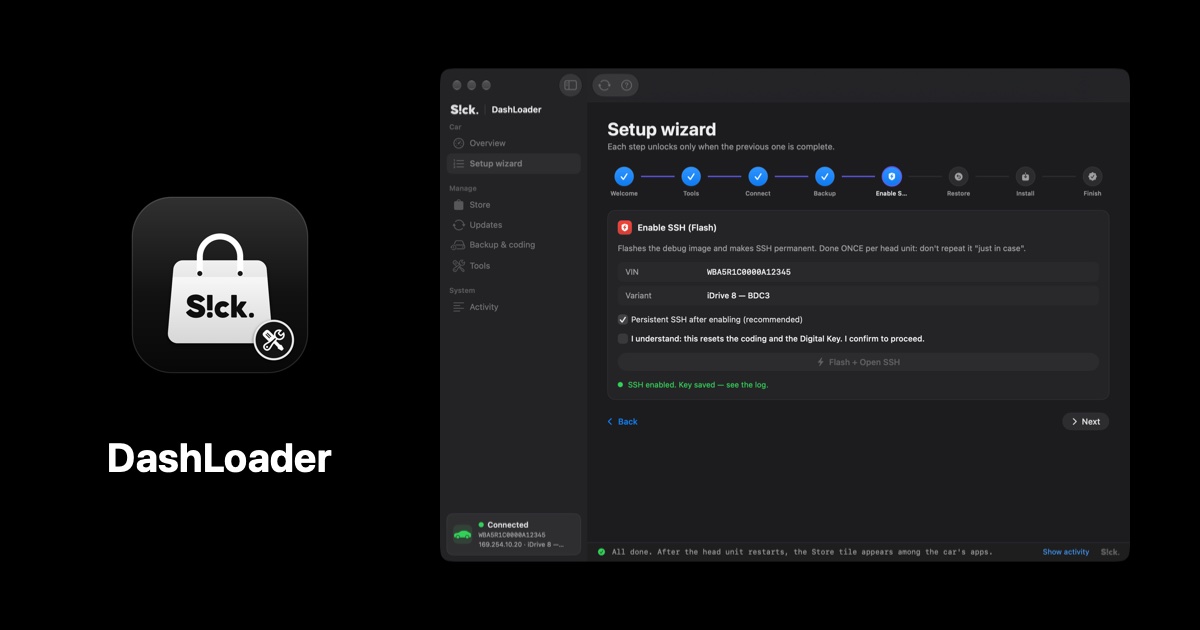 S!ck.
DashLoader
S!ck. DashLoader
Car
Overview
Setup wizard
Manage
Store
Updates
Backup & coding
Tools
System
Activity
Connected
WBA5R1C0000A12345
169.254.10.20 · iDrive 8 —...
Setup wizard
Each step unlocks only when the previous one is complete.
Welcome Tools Connect Backup Enable S... Restore Install Finish
Enable SSH (Flash)
Flashes the debug image and makes SSH permanent. Done ONCE per head unit: don't repeat it "just in case".
VIN WBA5R1C0000A12345
Variant iDrive 8 — BDC3
Persistent SSH after enabling (recommended)
I understand: this resets the coding and the Digital Key. I confirm to proceed.
Flash + Open SSH
SSH enabled. Key saved — see the log.
Back Next
All done. After the head unit restarts, the Store tile appears among the car's apps. Show activity S!ck.